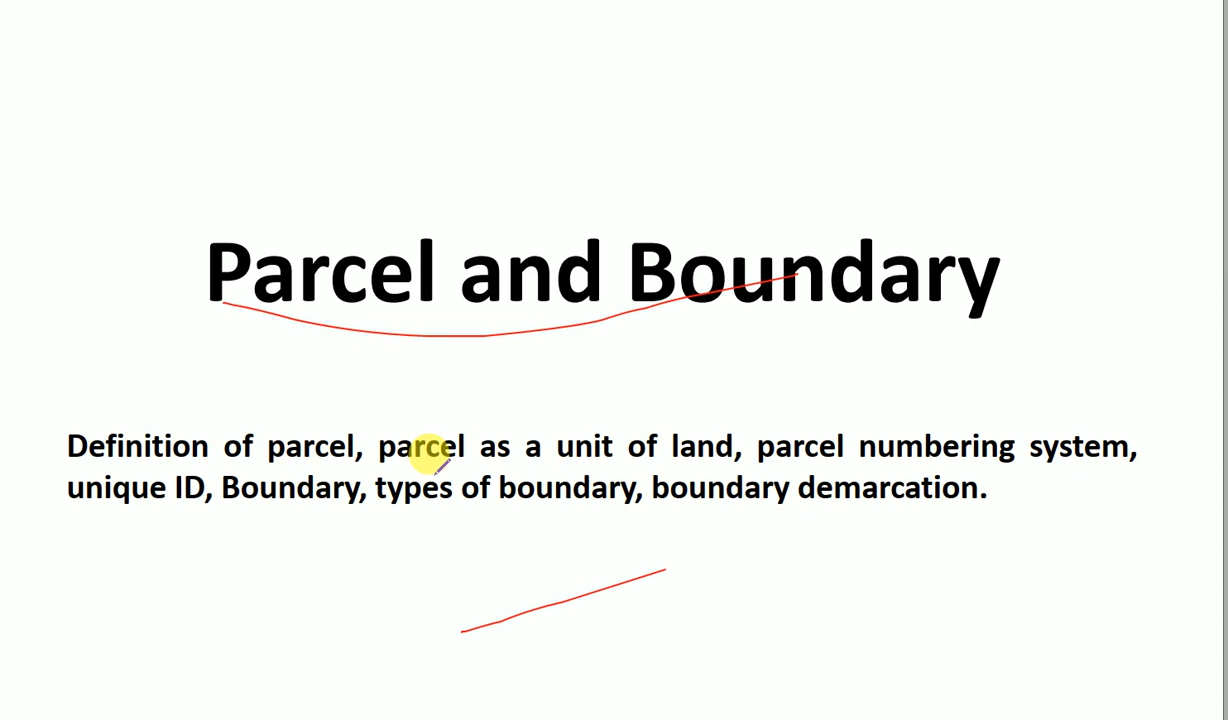 Parcel and Boundary
Definition of parcel, parcel as a unit of land, parcel numbering system,
unique ID, Boundary, types of boundary, boundary demarcation.